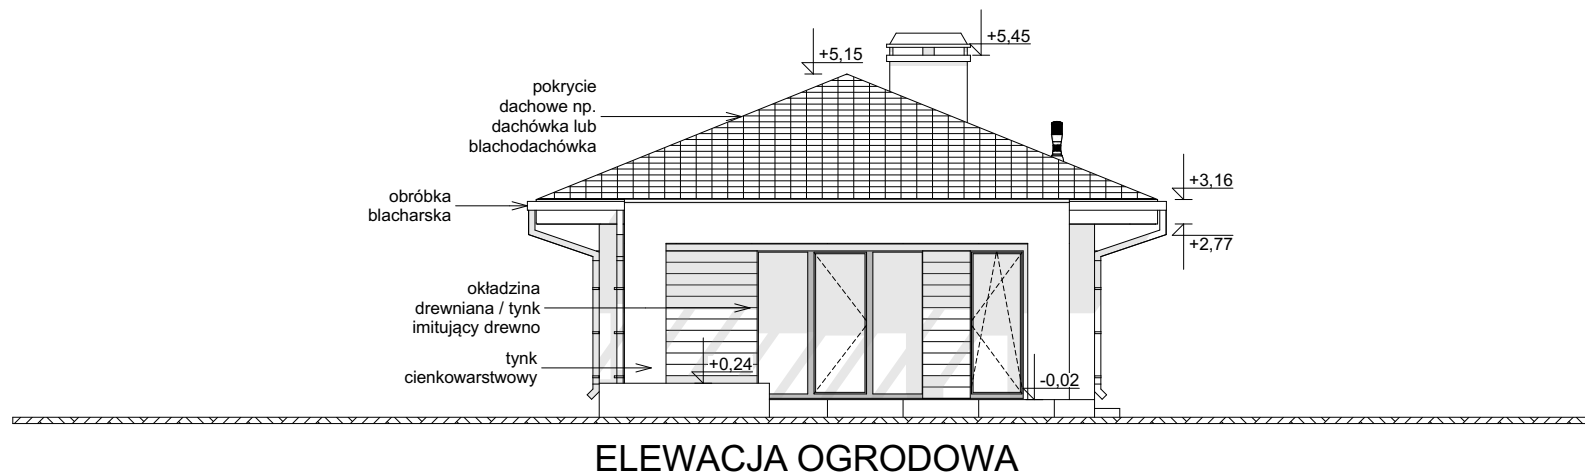 +5,45
+5,15
pokrycie
dachowe np.
dachówka lub
blachodachówka
+3,16
obróbka
blacharska
+2,77
okładzina
drewniana / tynk
imitujący drewno
tynk
cienkowarstwowy
+0,24
-0,02
ELEWACJA OGRODOWA